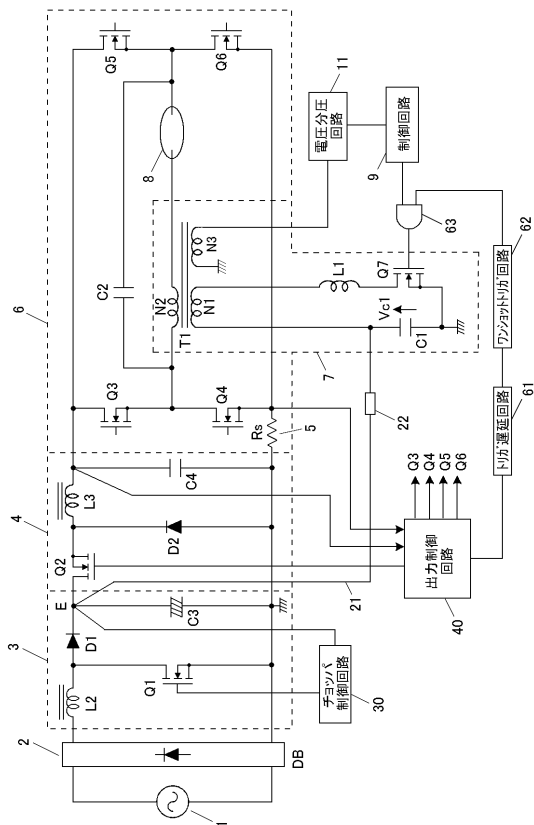 1
2
DB
3
L2
D1
E
Q1
C3
チョッパ
制御回路
30
4
Q2
L3
D2
C4
21
22
出力制御
回路
40
Q3
Q4
Q5
Q6
Rs
5
6
Q3
Q4
C2
8
Q5
Q6
T1
N2
N1
N3
7
L1
Vc1
C1
Q7
63
電圧分圧
回路
11
制御回路
9
トリガ遅延回路
61
ワンショットトリガ回路
62